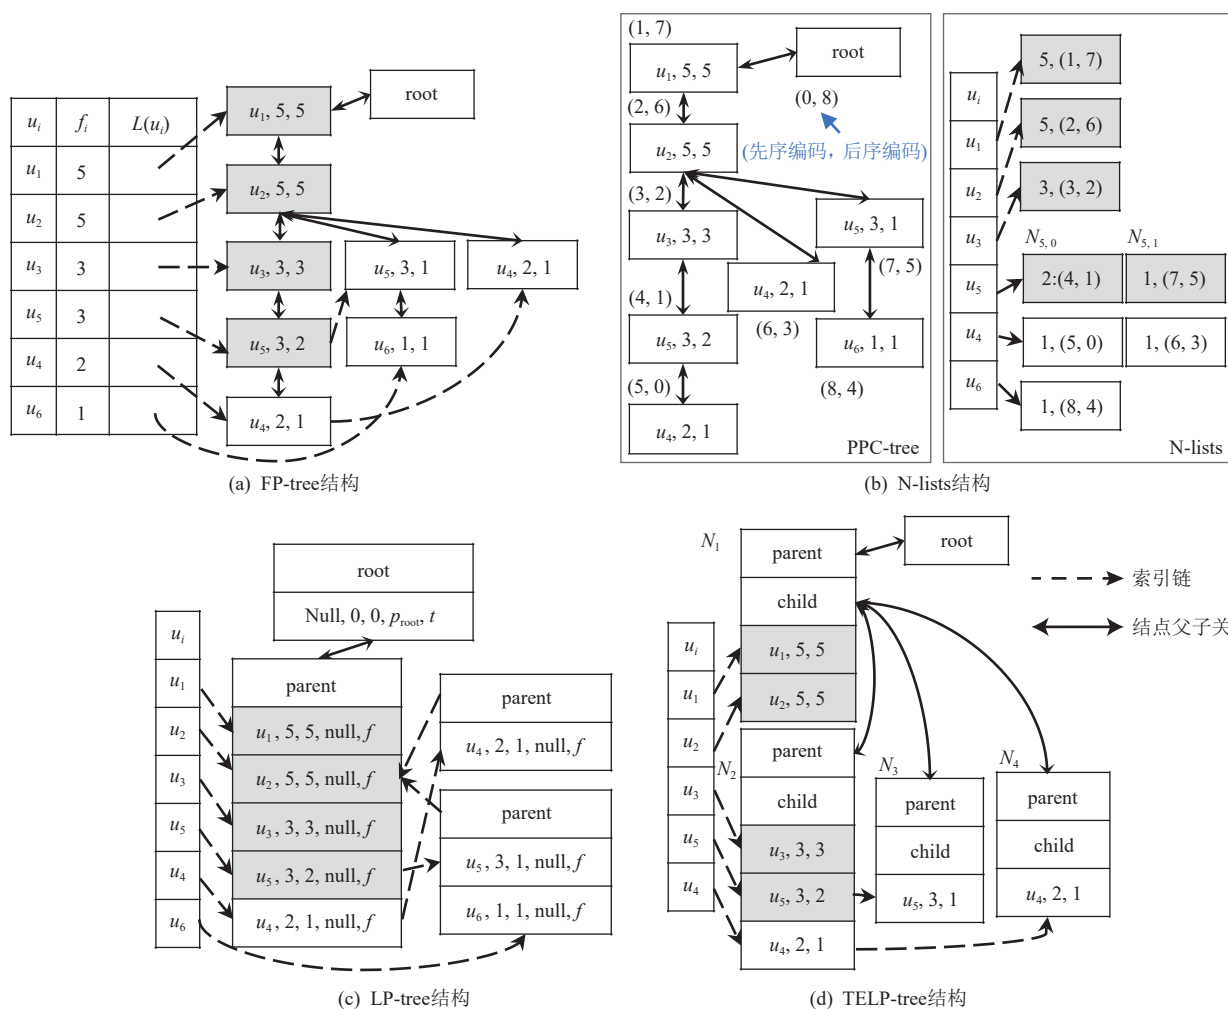 u_i f_i L(u_i)
u_1 5
u_2 5
u_3 3
u_5 3
u_4 2
u_6 1
root
u_1, 5, 5
u_2, 5, 5
u_3, 3, 3
u_5, 3, 1
u_4, 2, 1
u_5, 3, 2
u_6, 1, 1
u_4, 2, 1
(a) FP-tree结构
(1, 7)
u_1, 5, 5
root
(2, 6)
(0, 8)
u_2, 5, 5
(先序编码，后序编码)
(3, 2)
u_3, 3, 3
u_5, 3, 1
(7, 5)
(4, 1)
u_4, 2, 1
(6, 3)
u_5, 3, 2
u_6, 1, 1
(5, 0)
(8, 4)
u_4, 2, 1
PPC-tree
u_i
u_1
u_2
u_3
u_5
u_4
u_6
5, (1, 7)
5, (2, 6)
3, (3, 2)
N_{5, 0} N_{5, 1}
2:(4, 1) 1, (7, 5)
1, (5, 0) 1, (6, 3)
1, (8, 4)
N-lists
(b) N-lists结构
root
Null, 0, 0, p_root, t
u_i
u_1
u_2
u_3
u_5
u_4
u_6
parent
u_1, 5, 5, null, f
u_2, 5, 5, null, f
u_3, 3, 3, null, f
u_5, 3, 2, null, f
u_4, 2, 1, null, f
parent
u_4, 2, 1, null, f
parent
u_5, 3, 1, null, f
u_6, 1, 1, null, f
(c) LP-tree结构
N_1
parent
child
u_1, 5, 5
u_2, 5, 5
root
索引链
结点父子关
u_i
u_1
u_2
u_3
u_5
u_4
N_2
parent
child
u_3, 3, 3
u_5, 3, 2
u_4, 2, 1
N_3
parent
child
u_5, 3, 1
N_4
parent
child
u_4, 2, 1
(d) TELP-tree结构